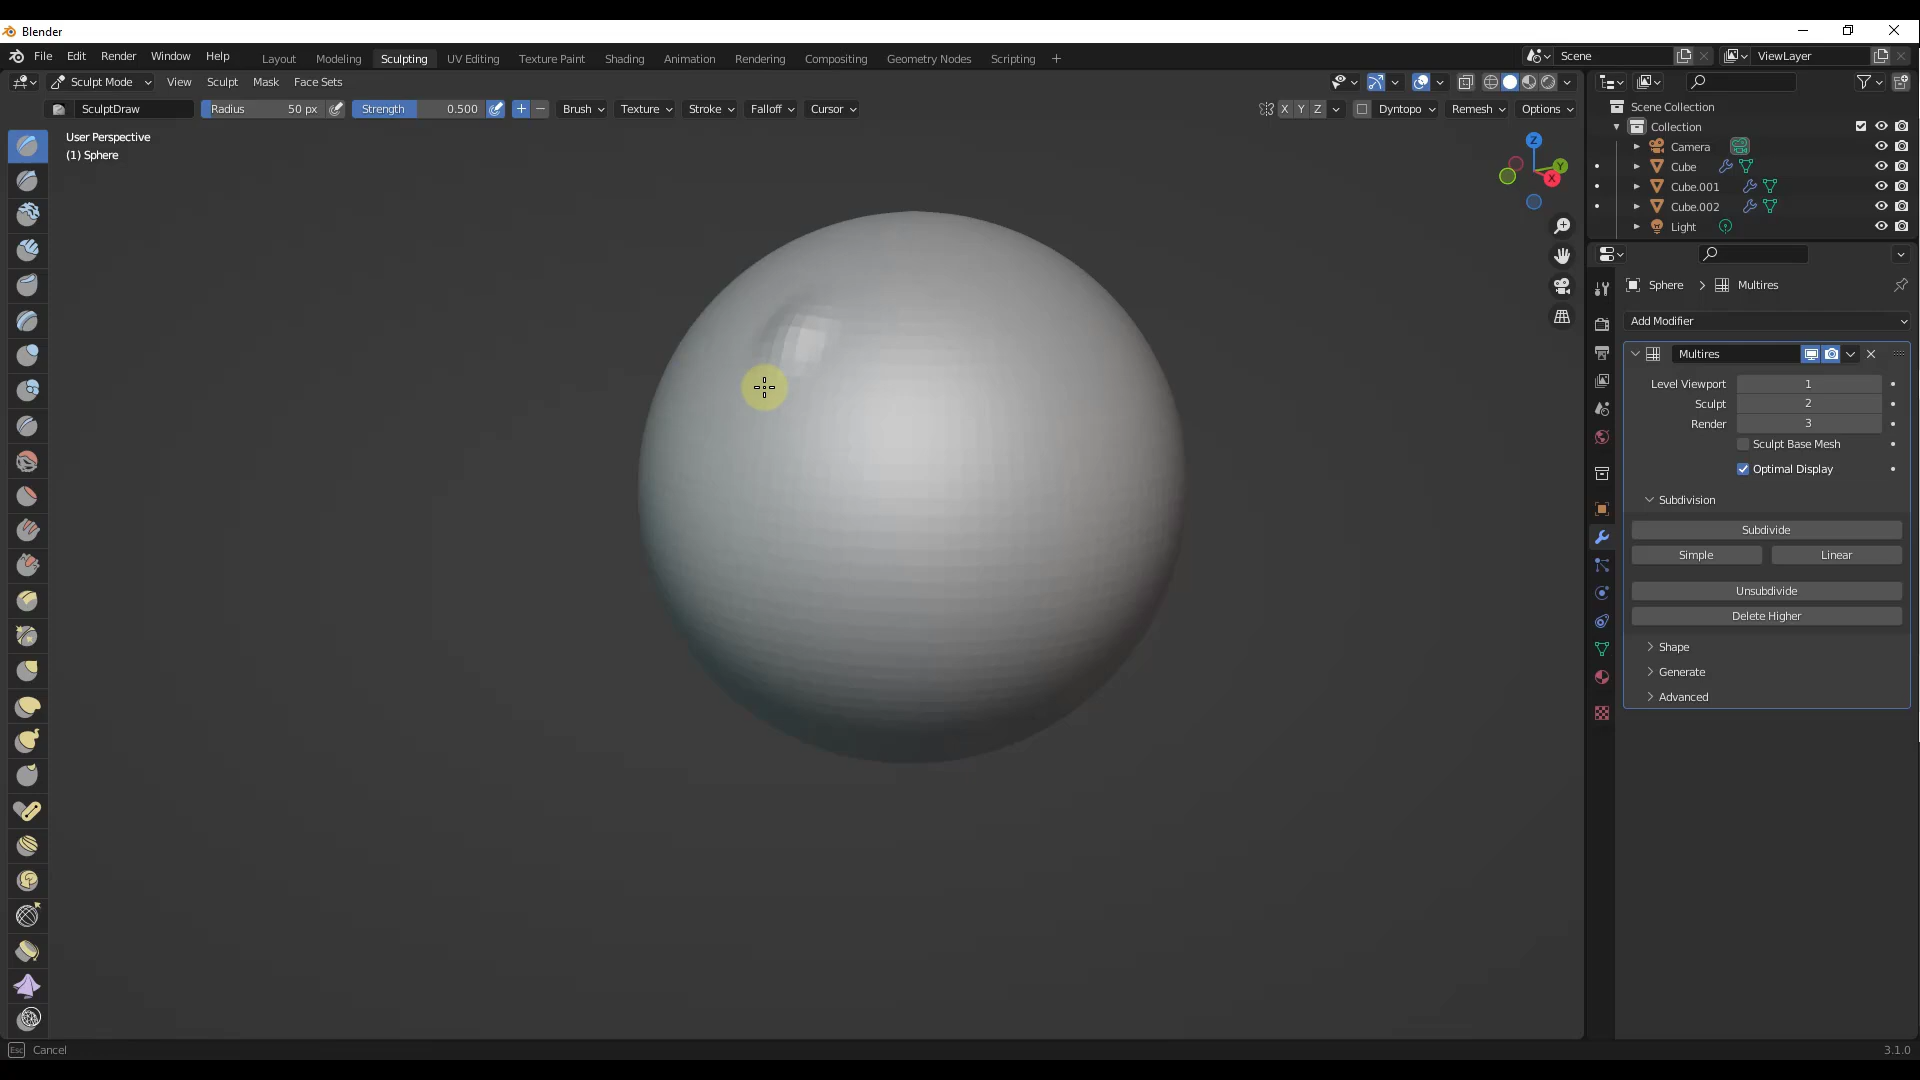 Blender
File Edit Render Window Help Layout Modeling Sculpting UV Editing Texture Paint Shading Animation Rendering Compositing Geometry Nodes Scripting + Scene ViewLayer
Sculpt Mode View Sculpt Mask Face Sets
SculptDraw Radius 50 px Strength 0.500 Brush Texture Stroke Falloff Cursor X Y Z Dyntopo Remesh Options
User Perspective
(1) Sphere
Z
Y
X
Scene Collection
Collection
Camera
Cube
Cube.001
Cube.002
Light
Sphere Multires
Add Modifier
Multires
Level Viewport 1
Sculpt 2
Render 3
Sculpt Base Mesh
Optimal Display
Subdivision
Subdivide
Simple Linear
Unsubdivide
Delete Higher
Shape
Generate
Advanced
Esc Cancel 3.1.0